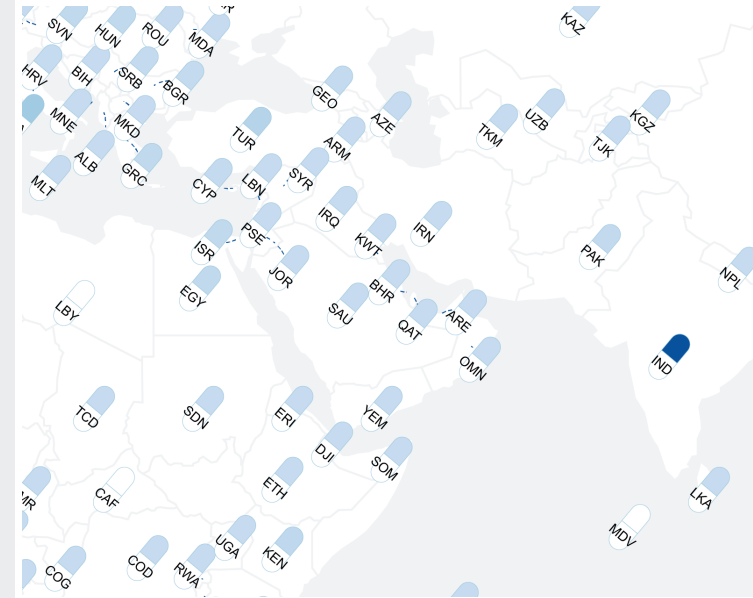 KAZ
SVN
HUN
ROU
MDA
HRV
BIH
SRB
BGR
GEO
AZE
MNE
MKD
TUR
ARM
TKM
UZB
KGZ
TJK
MLT
ALB
GRC
CYP
LBN
SYR
IRQ
KWT
IRN
PAK
NPL
ISR
PSE
JOR
EGY
LBY
BHR
SAU
QAT
ARE
OMN
IND
TCD
SDN
ERI
YEM
DJI
SOM
ETH
CAF
LKA
MDV
MR
UGA
KEN
COG
COD
RWA